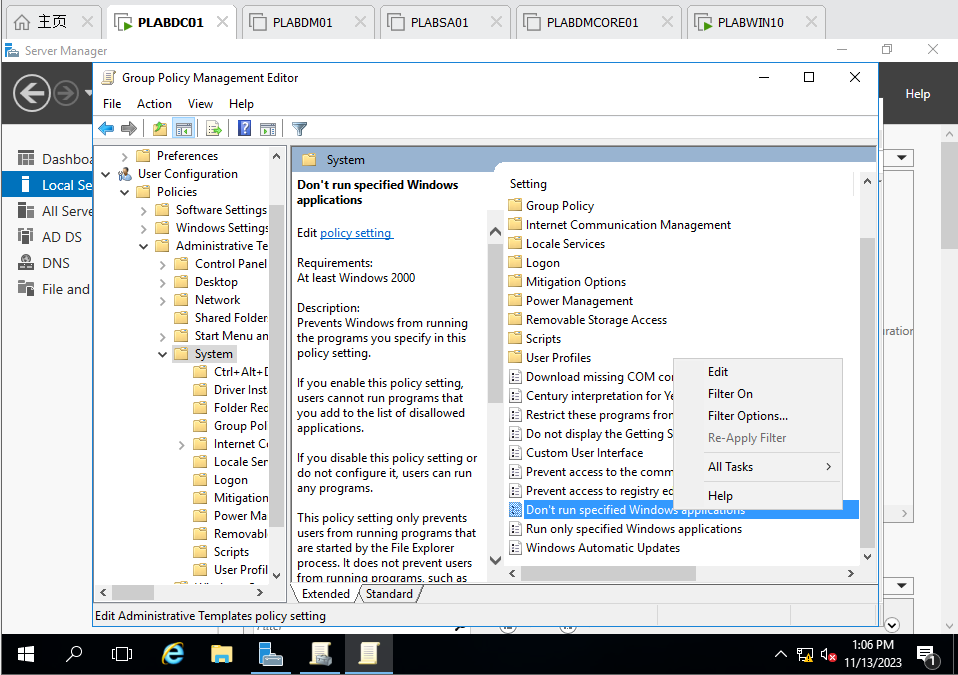 主页
PLABDC01
PLABDM01
PLABSA01
PLABDMCORE01
PLABWIN10
Server Manager
Group Policy Management Editor
File Action View Help
Help
Dashbo
Local Se
All Serve
AD DS
DNS
File and
Preferences
User Configuration
Policies
Software Settings
Windows Settings
Administrative Te
Control Panel
Desktop
Network
Shared Folder
Start Menu an
System
Ctrl+Alt+D
Driver Inst
Folder Red
Group Pol
Internet Co
Locale Ser
Logon
Mitigation
Power Ma
Removabl
Scripts
User Profil
System
Don't run specified Windows
applications
Edit policy setting
Requirements:
At least Windows 2000
Description:
Prevents Windows from running
the programs you specify in this
policy setting.
If you enable this policy setting,
users cannot run programs that
you add to the list of disallowed
applications.
If you disable this policy setting or
do not configure it, users can run
any programs.
This policy setting only prevents
users from running programs that
are started by the File Explorer
process. It does not prevent users
from running programs, such as
Setting
Group Policy
Internet Communication Management
Locale Services
Logon
Mitigation Options
Power Management
Removable Storage Access
Scripts
User Profiles
Download missing COM co
Century interpretation for Ye
Restrict these programs from
Do not display the Getting S
Custom User Interface
Prevent access to the comm
Prevent access to registry ed
Don't run specified Windows applications
Run only specified Windows applications
Windows Automatic Updates
Edit
Filter On
Filter Options...
Re-Apply Filter
All Tasks
Help
uration
Extended
Standard
Edit Administrative Templates policy setting
Filter
1:06 PM
11/13/2023
1